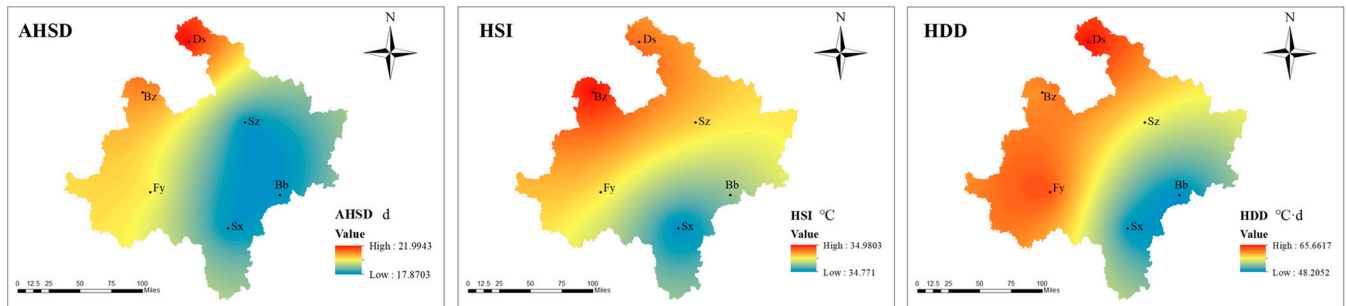 AHSD
N
Ds
Bz
Sz
Fy
Bb
Sx
AHSD d
Value
High : 21.9943
Low : 17.8703
0 12.5 25 50 75 100
Miles
HSI
N
Ds
Bz
Sz
Fy
Bb
Sx
HSI °C
Value
High : 34.9803
Low : 34.771
0 12.5 25 50 75 100
Miles
HDD
N
Ds
Bz
Sz
Fy
Bb
Sx
HDD °C·d
Value
High : 65.6617
Low : 48.2052
0 12.5 25 50 75 100
Miles